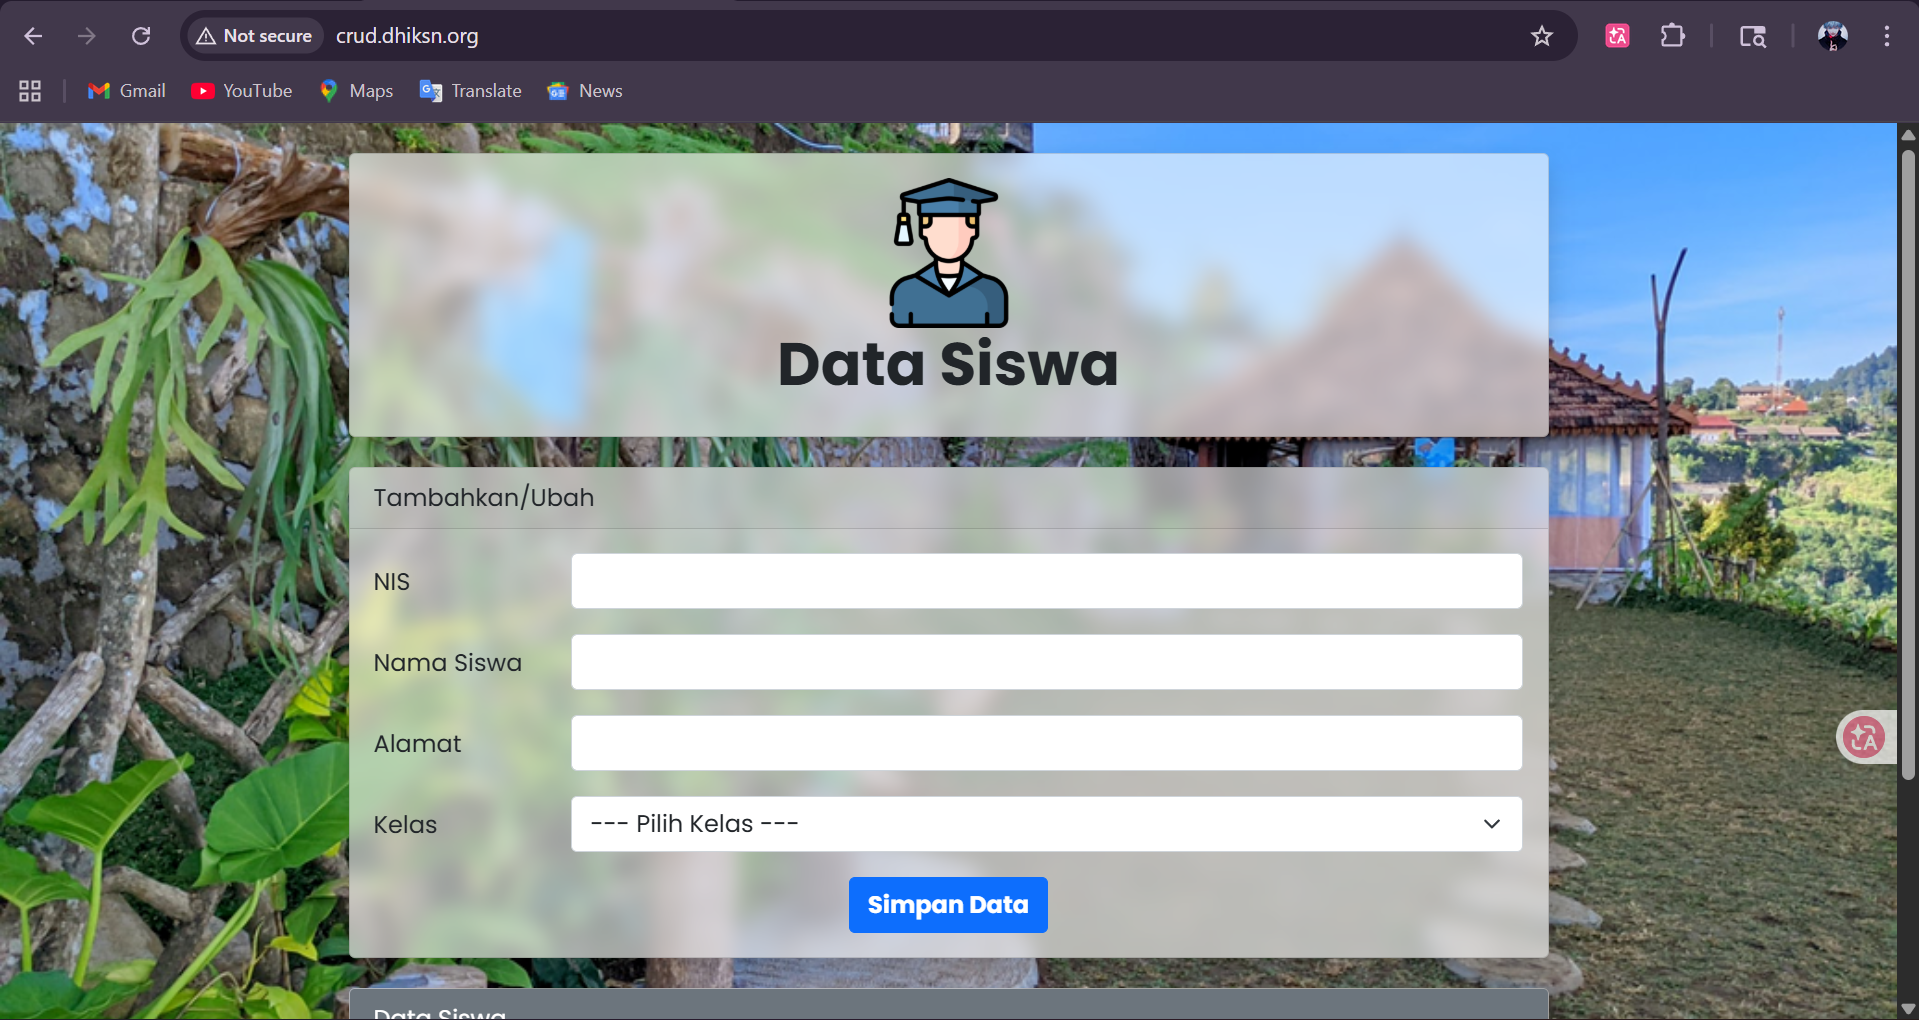 Not secure crud.dhiksn.org
Gmail YouTube Maps Translate News
Data Siswa
Tambahkan/Ubah
NIS
Nama Siswa
Alamat
Kelas --- Pilih Kelas ---
Simpan Data
Data Siswa